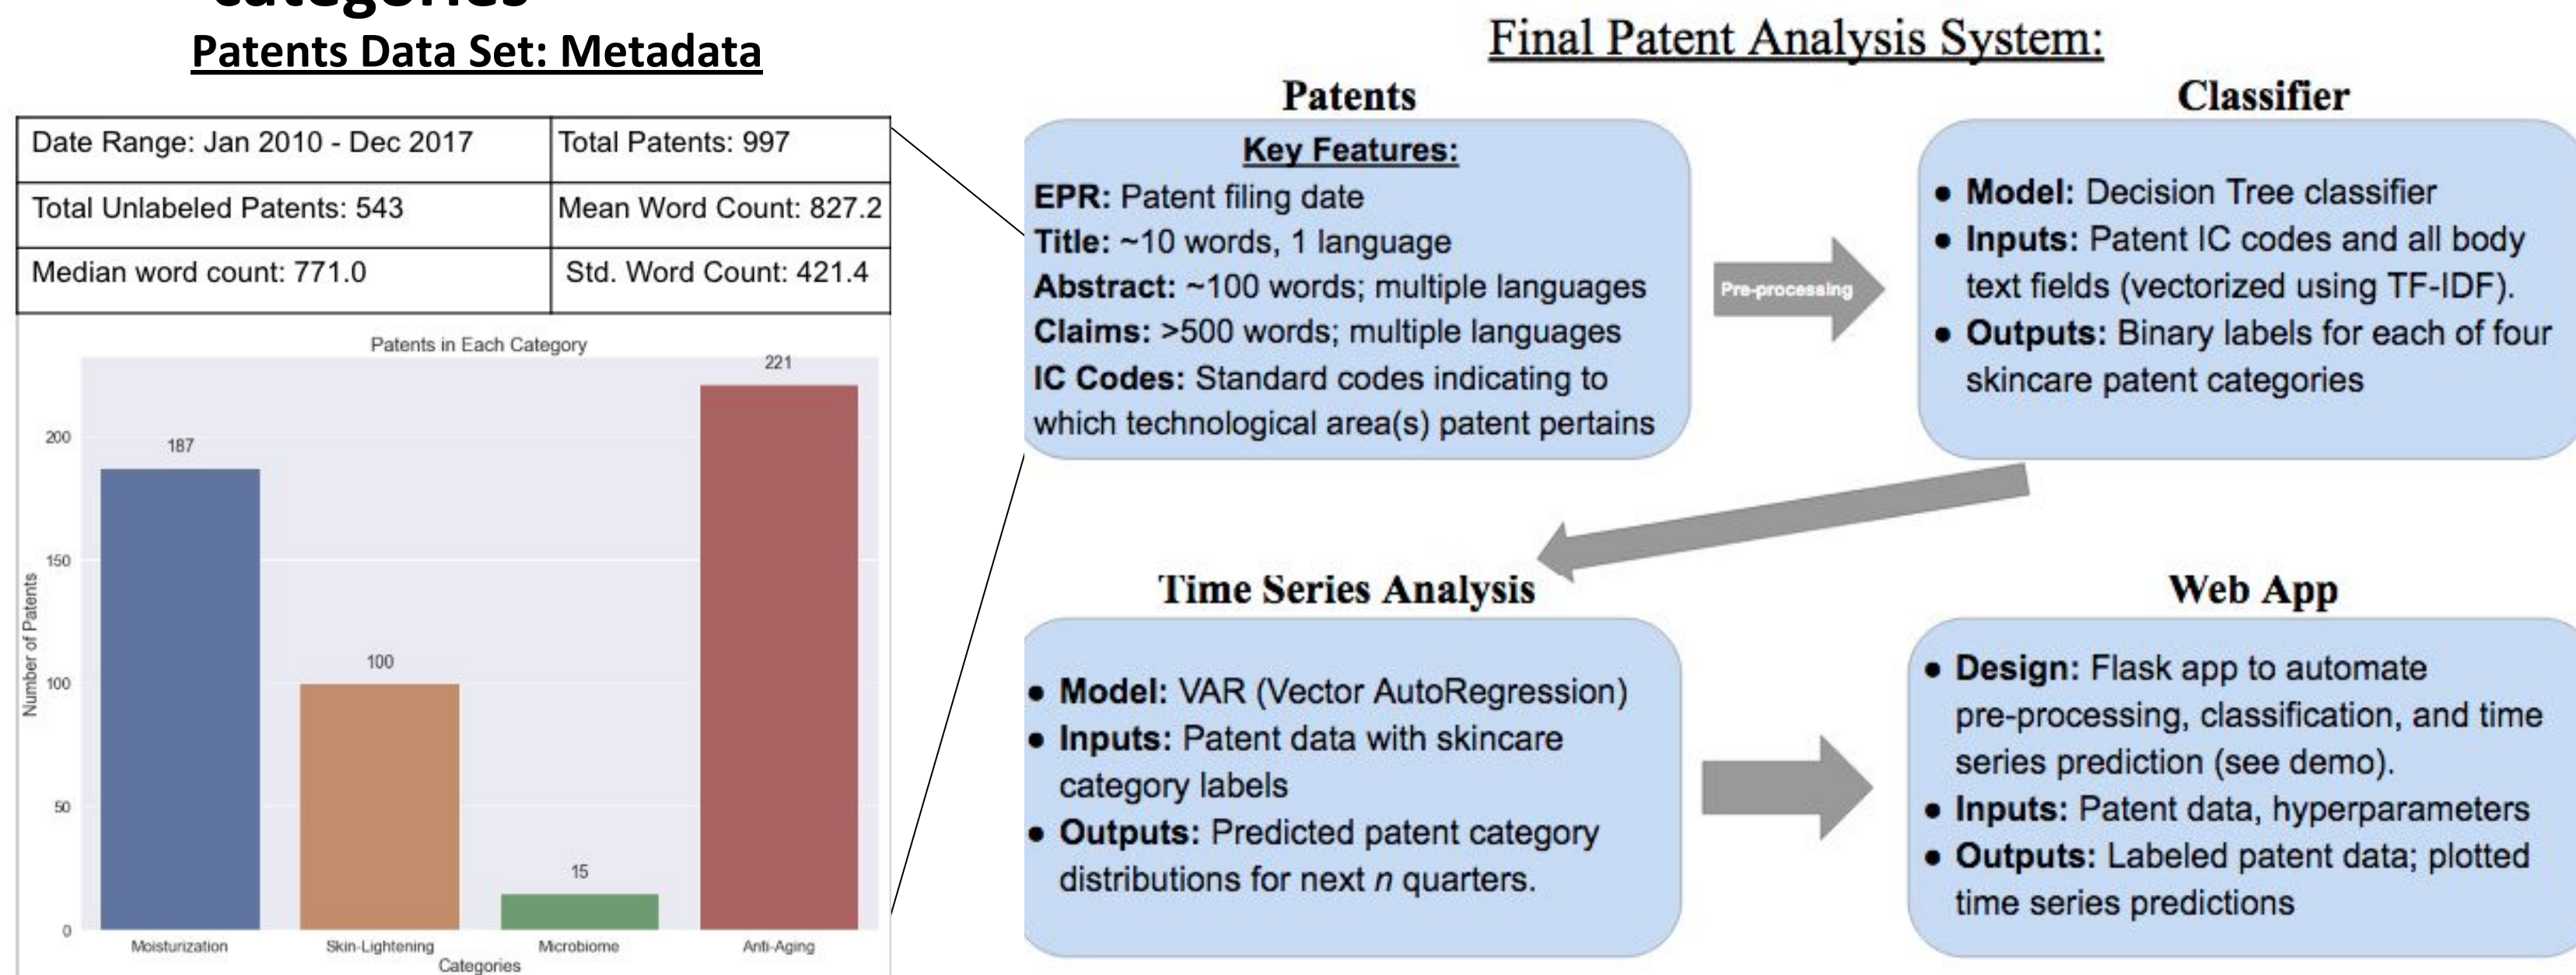 categories
Patents Data Set: Metadata
Date Range: Jan 2010 - Dec 2017
Total Patents: 997
Total Unlabeled Patents: 543
Mean Word Count: 827.2
Median word count: 771.0
Std. Word Count: 421.4
Patents in Each Category
221
200
187
150
100
100
50
15
0
Number of Patents
Moisturization
Skin-Lightening
Microbiome
Anti-Aging
Categories
Final Patent Analysis System:
Patents
Key Features:
EPR: Patent filing date
Title: ~10 words, 1 language
Abstract: ~100 words; multiple languages
Claims: >500 words; multiple languages
IC Codes: Standard codes indicating to
which technological area(s) patent pertains
Pre-processing
Classifier
● Model: Decision Tree classifier
● Inputs: Patent IC codes and all body
text fields (vectorized using TF-IDF).
● Outputs: Binary labels for each of four
skincare patent categories
Time Series Analysis
● Model: VAR (Vector AutoRegression)
● Inputs: Patent data with skincare
category labels
● Outputs: Predicted patent category
distributions for next n quarters.
Web App
● Design: Flask app to automate
pre-processing, classification, and time
series prediction (see demo).
● Inputs: Patent data, hyperparameters
● Outputs: Labeled patent data; plotted
time series predictions